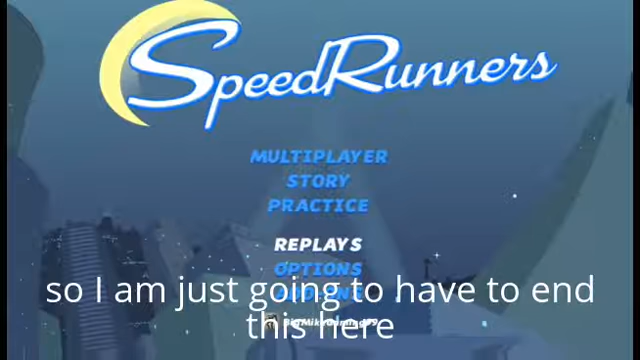 SpeedRunners
MULTIPLAYER
STORY
PRACTICE
REPLAYS
OPTIONS
so I am just going to have to end
this here